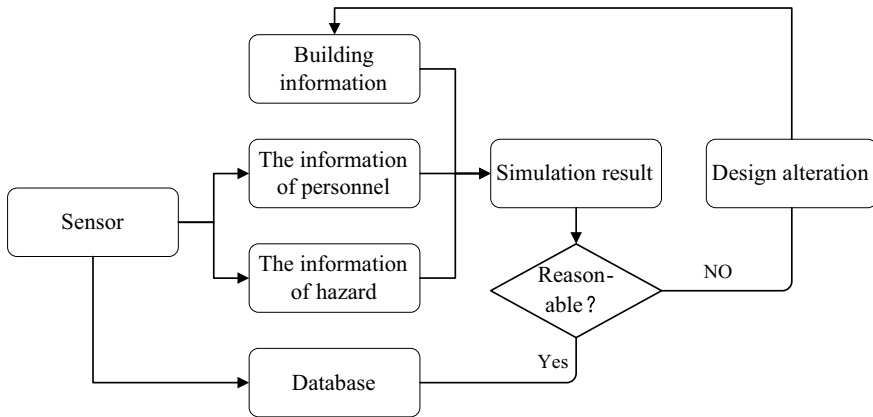 Building
information
The information
of personnel
Simulation result
Design alteration
Sensor
The information
of hazard
Reason-
able?
NO
Yes
Database